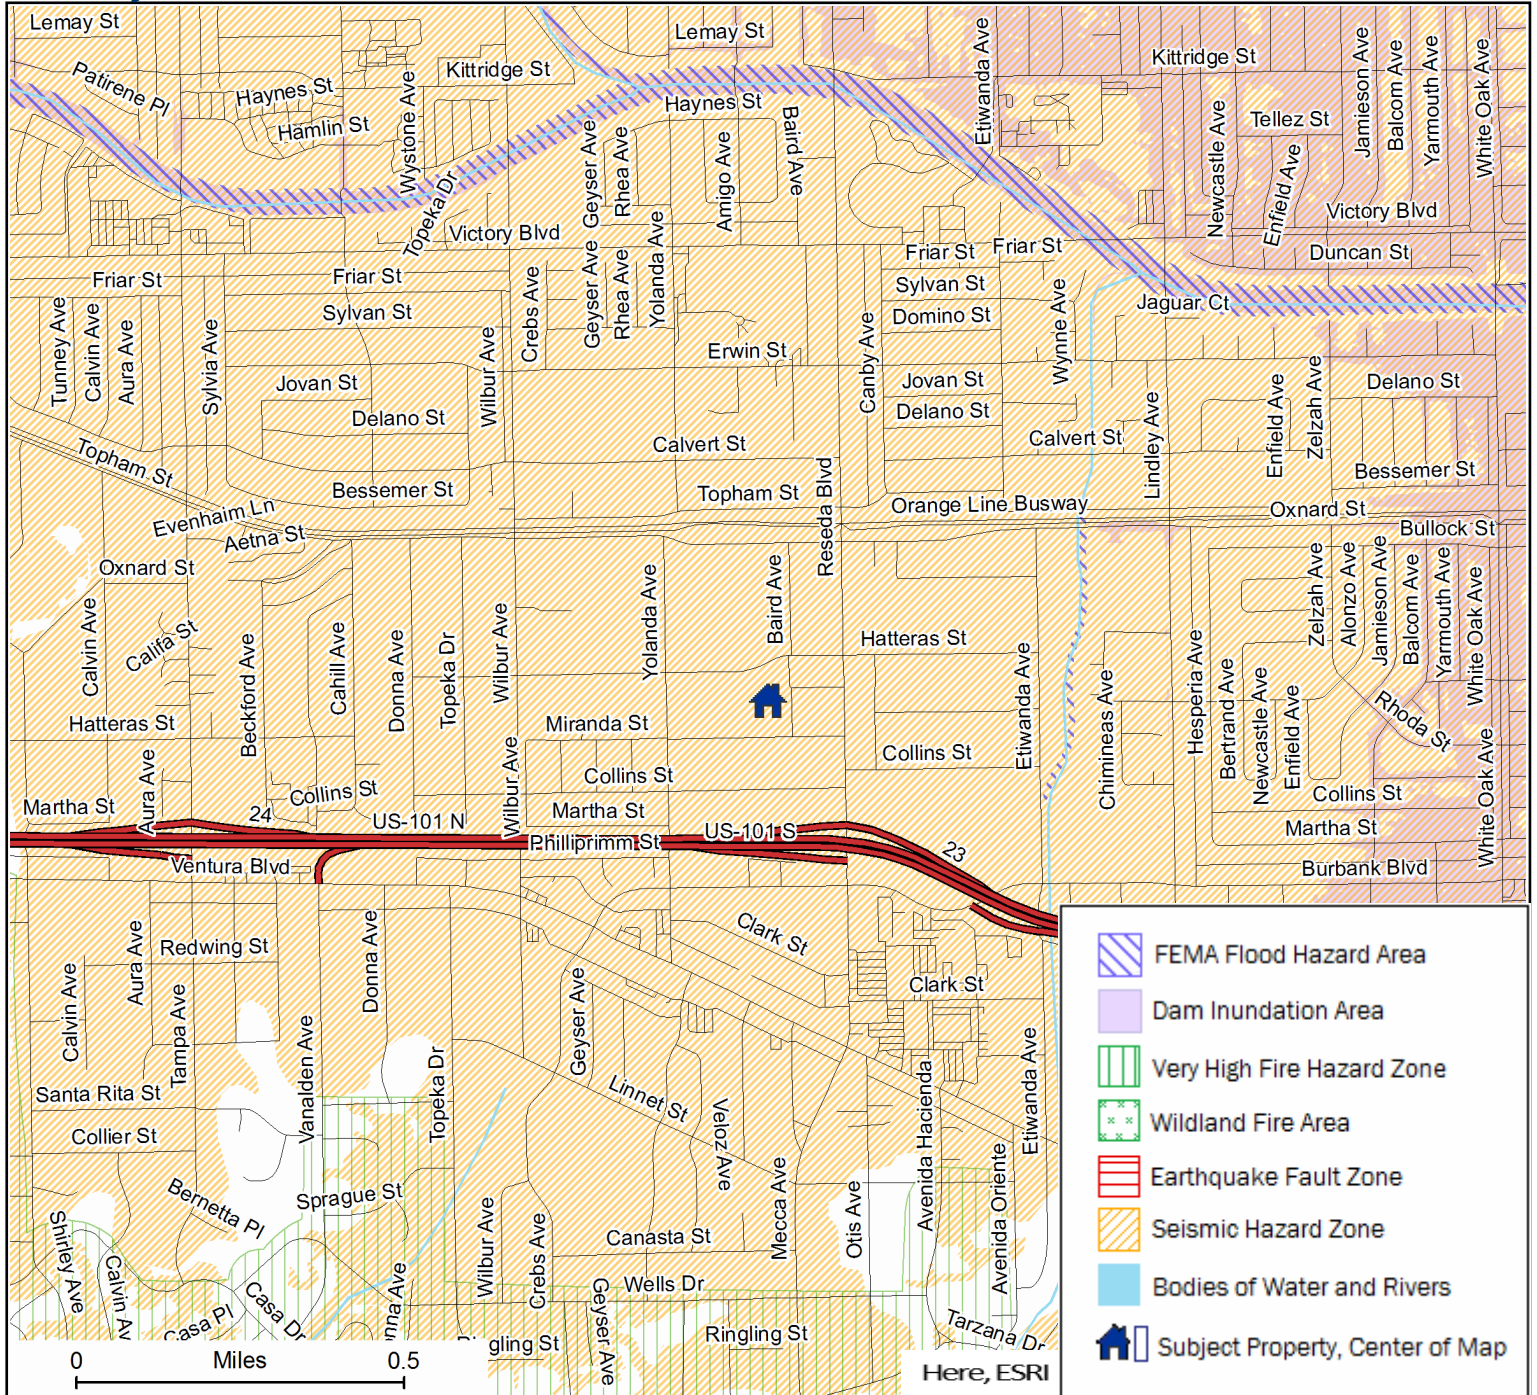 Lemay St
Lemay St
Etiwanda Ave
Kittridge St
Jamieson Ave
Balcom Ave
Yarmouth Ave
White Oak Ave
Patirene Pl
Haynes St
Wystone Ave
Kittridge St
Haynes St
Hamlin St
Geyser Ave
Rhea Ave
Amigo Ave
Baird Ave
Newcastle Ave
Tellez St
Enfield Ave
Topeka Dr
Victory Blvd
Yolanda Ave
Victory Blvd
Friar St
Friar St
Geyser Ave
Rhea Ave
Friar St
Friar St
Duncan St
Crebs Ave
Sylvan St
Wynne Ave
Jaguar Ct
Tunney Ave
Calvin Ave
Aura Ave
Sylvia Ave
Sylvan St
Wilbur Ave
Erwin St
Canby Ave
Domino St
Jovan St
Jovan St
Enfield Ave
Zelzah Ave
Delano St
Delano St
Delano St
Lindley Ave
Calvert St
Calvert St
Topham St
Bessemer St
Topham St
Reseda Blvd
Orange Line Busway
Bessemer St
Oxnard St
Evenhaim Ln
Aetna St
Bullock St
Oxnard St
Calvin Ave
Califa St
Beckford Ave
Cahill Ave
Donna Ave
Topeka Dr
Wilbur Ave
Yolanda Ave
Baird Ave
Hatteras St
Etiwanda Ave
Chimineas Ave
Hesperia Ave
Bertrand Ave
Newcastle Ave
Enfield Ave
Zelzah Ave
Alonzo Ave
Jamieson Ave
Balcom Ave
Yarmouth Ave
White Oak Ave
Hatteras St
Miranda St
Rhoda St
Aura Ave
Wilbur Ave
Collins St
Collins St
White Oak Ave
Collins St
Collins St
Martha St
24
US-101 N
Martha St
US-101 S
Martha St
Philliprimm St
23
Ventura Blvd
Burbank Blvd
Clark St
Redwing St
Calvin Ave
Aura Ave
Tampa Ave
Donna Ave
Vanalden Ave
Geyser Ave
Clark St
Etiwanda Ave
Santa Rita St
Topeka Dr
Linnet St
Veloz Ave
Avenida Hacienda
Collier St
Bernetta Pl
Sprague St
Mecca Ave
Otis Ave
Avenida Oriente
Shirley Ave
Calvin Av
Casa Pl
Casa Dr
Wilbur Ave
Crebs Ave
Canasta St
Wells Dr
Geyser Ave
Ringling St
Tarzana Dr
0 Miles 0.5
Here, ESRI
FEMA Flood Hazard Area
Dam Inundation Area
Very High Fire Hazard Zone
Wildland Fire Area
Earthquake Fault Zone
Seismic Hazard Zone
Bodies of Water and Rivers
Subject Property, Center of Map